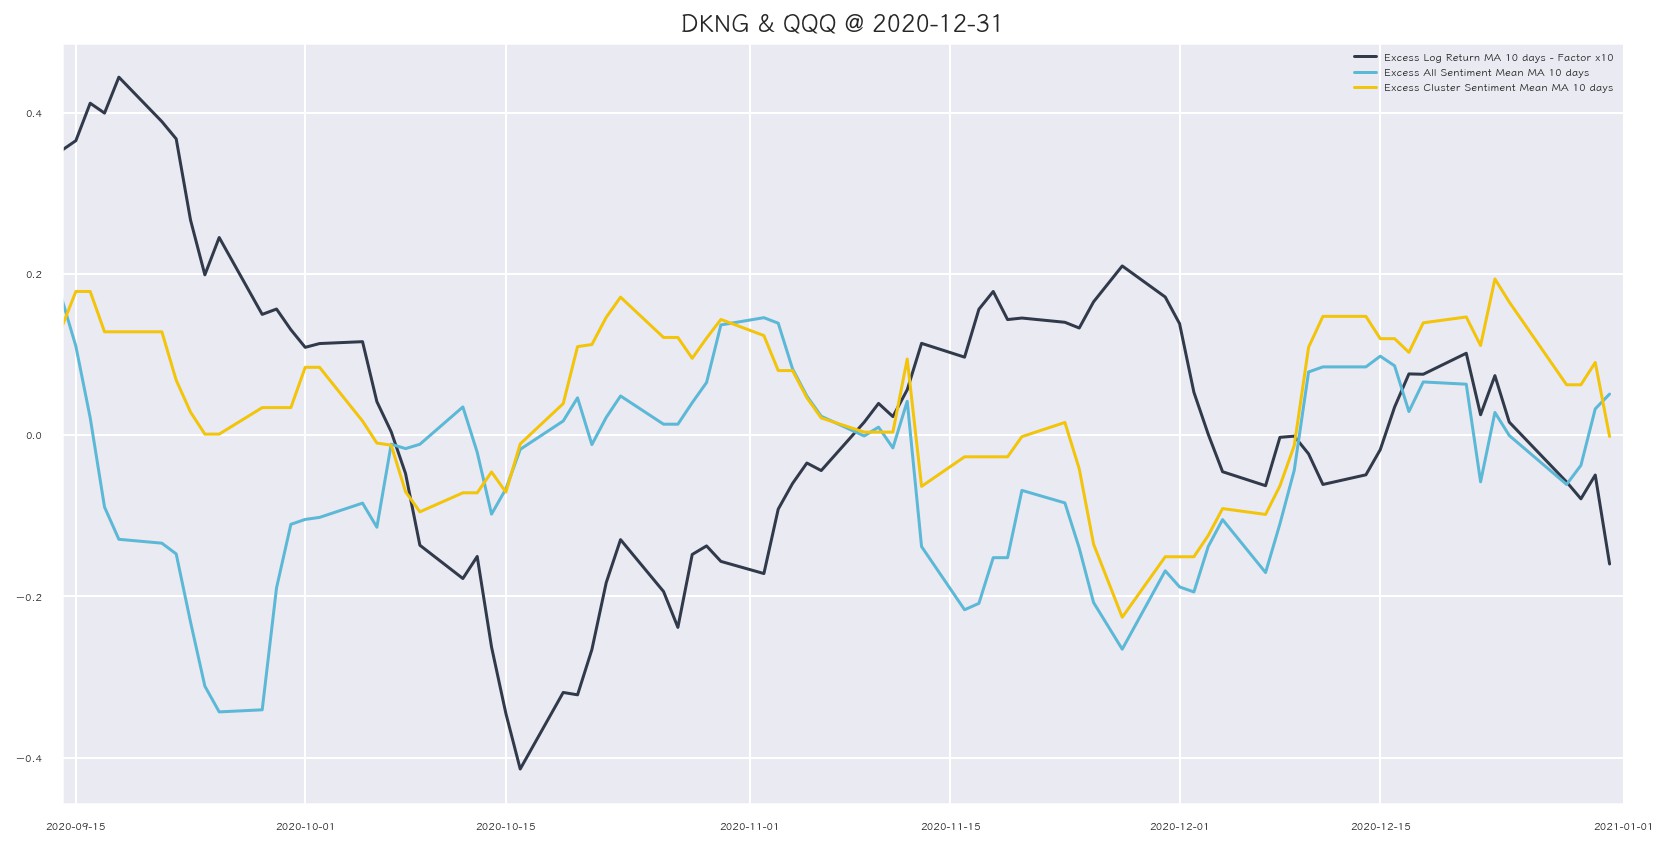 DKNG & QQQ @ 2020-12-31
Excess Log Return MA 10 days - Factor x10
Excess All Sentiment Mean MA 10 days
Excess Cluster Sentiment Mean MA 10 days
0.4
0.2
0.0
−0.2
−0.4
2020-09-15 2020-10-01 2020-10-15 2020-11-01 2020-11-15 2020-12-01 2020-12-15 2021-01-01